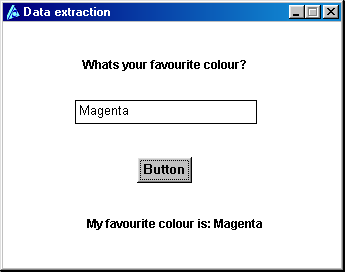 Data extraction
Whats your favourite colour?
Magenta
Button
My favourite colour is: Magenta